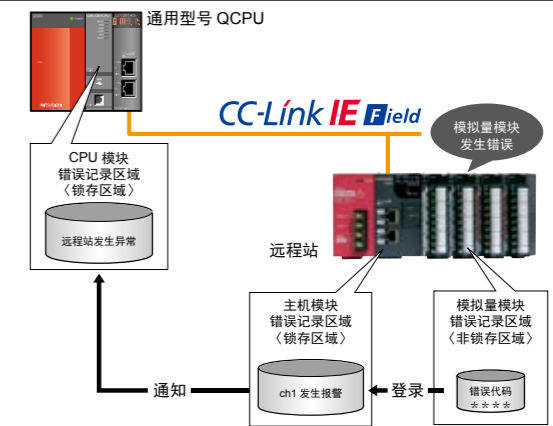 通用型号 QCPU
CC-Link IE Field
模拟量模块
发生错误
CPU 模块
错误记录区域
〈锁存区域〉
远程站发生异常
远程站
主机模块
错误记录区域
〈锁存区域〉
ch1 发生报警
模拟量模块
错误记录区域
〈非锁存区域〉
错误代码
＊＊＊＊
通知
登录